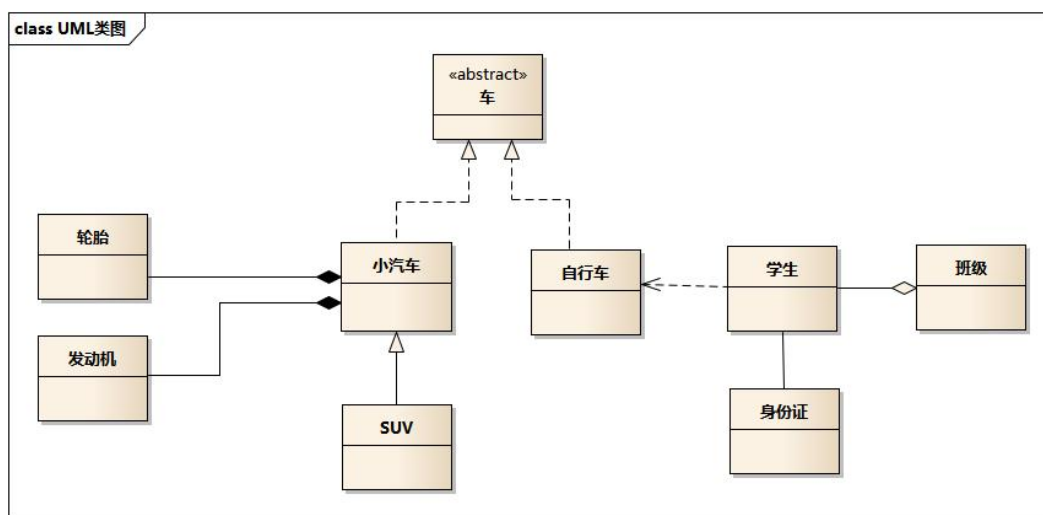 class UML类图
«abstract»
车
轮胎
小汽车
自行车
学生
班级
发动机
SUV
身份证